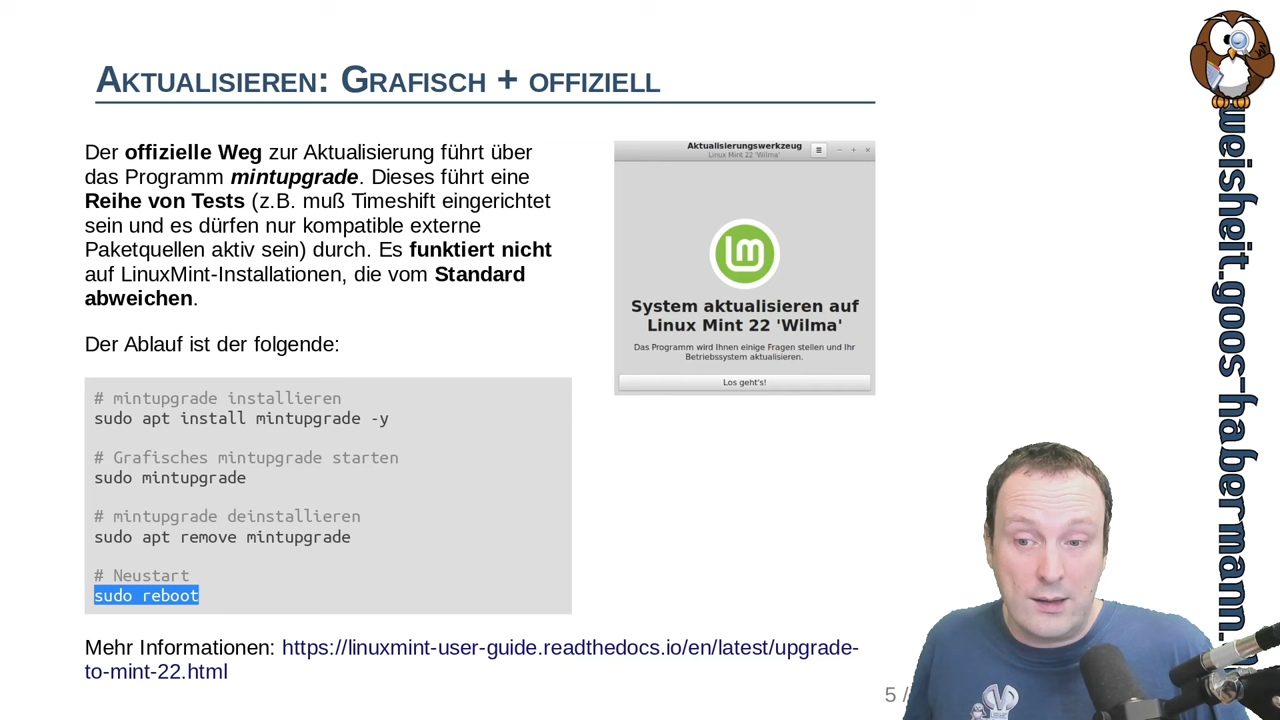 Aktualisieren: Grafisch + offiziell
Der offizielle Weg zur Aktualisierung führt über
das Programm mintupgrade. Dieses führt eine
Reihe von Tests (z.B. muß Timeshift eingerichtet
sein und es dürfen nur kompatible externe
Paketquellen aktiv sein) durch. Es funktiert nicht
auf LinuxMint-Installationen, die vom Standard
abweichen.
Der Ablauf ist der folgende:
# mintupgrade installieren
sudo apt install mintupgrade -y
# Grafisches mintupgrade starten
sudo mintupgrade
# mintupgrade deinstallieren
sudo apt remove mintupgrade
# Neustart
sudo reboot
Mehr Informationen: https://linuxmint-user-guide.readthedocs.io/en/latest/upgrade-
to-mint-22.html
Aktualisierungswerkzeug
Linux Mint 22 'Wilma'
lm
System aktualisieren auf
Linux Mint 22 'Wilma'
Das Programm wird Ihnen einige Fragen stellen und Ihr
Betriebssystem aktualisieren.
Los geht's!
5 /
weisheit.goos-habermann.